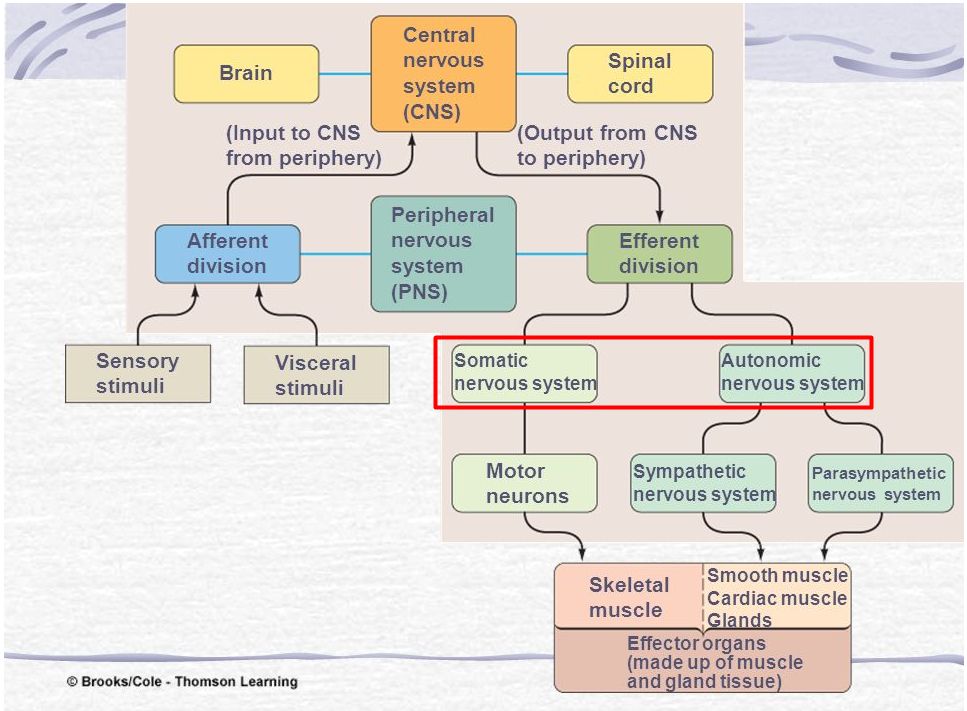 Brain
Central
nervous
system
(CNS)
Spinal
cord
(Input to CNS
from periphery)
(Output from CNS
to periphery)
Afferent
division
Peripheral
nervous
system
(PNS)
Efferent
division
Sensory
stimuli
Visceral
stimuli
Somatic
nervous system
Autonomic
nervous system
Motor
neurons
Sympathetic
nervous system
Parasympathetic
nervous system
Skeletal
muscle
Smooth muscle
Cardiac muscle
Glands
Effector organs
(made up of muscle
and gland tissue)
© Brooks/Cole - Thomson Learning